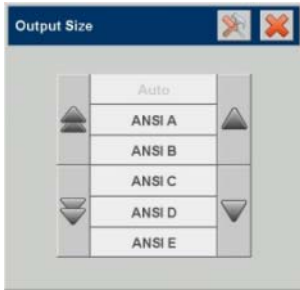 Output Size
Auto
ANSI A
ANSI B
ANSI C
ANSI D
ANSI E